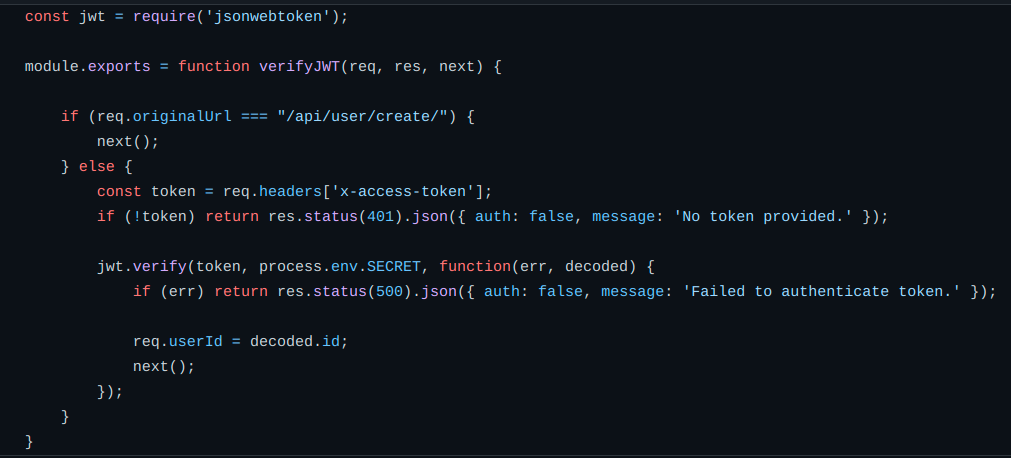 const jwt = require('jsonwebtoken');
module.exports = function verifyJWT(req, res, next) {
    if (req.originalUrl === "/api/user/create/") {
        next();
    } else {
        const token = req.headers['x-access-token'];
        if (!token) return res.status(401).json({ auth: false, message: 'No token provided.' });
        jwt.verify(token, process.env.SECRET, function(err, decoded) {
            if (err) return res.status(500).json({ auth: false, message: 'Failed to authenticate token.' });
            req.userId = decoded.id;
            next();
        });
    }
}